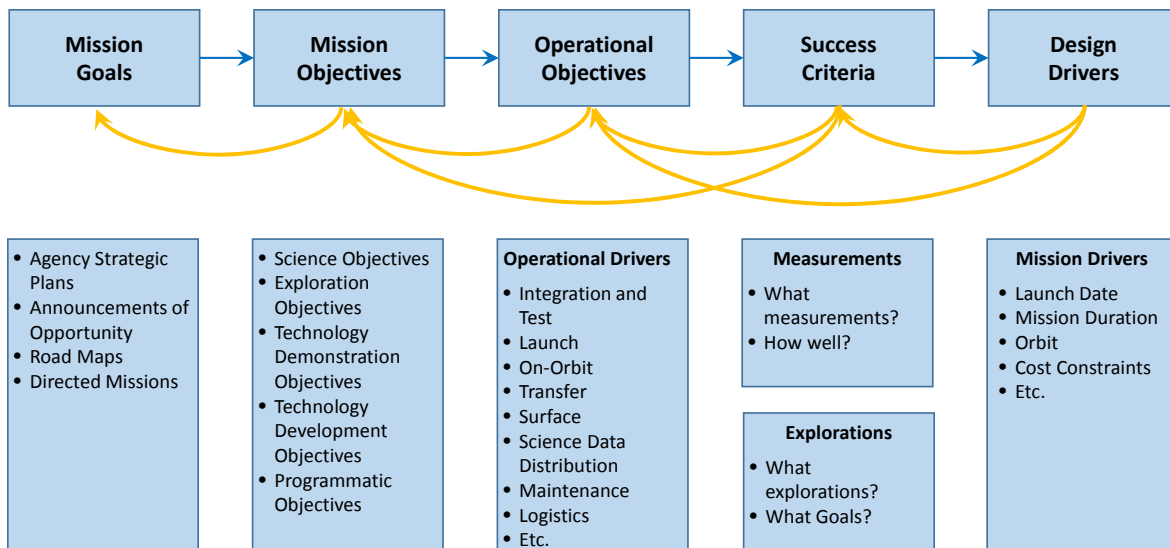 Mission
Goals
Mission
Objectives
Operational
Objectives
Success
Criteria
Design
Drivers
• Agency Strategic
Plans
• Announcements of
Opportunity
• Road Maps
• Directed Missions
• Science Objectives
• Exploration
Objectives
• Technology
Demonstration
Objectives
• Technology
Development
Objectives
• Programmatic
Objectives
Operational Drivers
• Integration and
Test
• Launch
• On-Orbit
• Transfer
• Surface
• Science Data
Distribution
• Maintenance
• Logistics
• Etc.
Measurements
• What
measurements?
• How well?
Explorations
• What
explorations?
• What Goals?
Mission Drivers
• Launch Date
• Mission Duration
• Orbit
• Cost Constraints
• Etc.